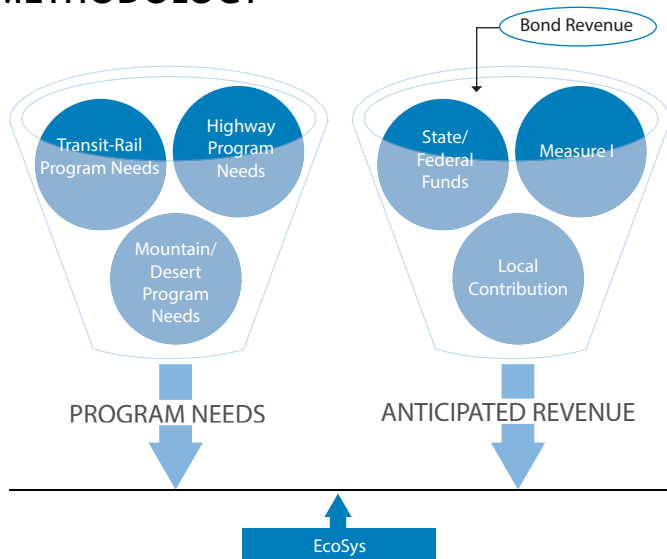 METHODOLOGY
Bond Revenue
Transit-Rail
Program Needs
Highway
Program
Needs
Mountain/
Desert
Program
Needs
State/
Federal
Funds
Measure I
Local
Contribution
PROGRAM NEEDS
ANTICIPATED REVENUE
EcoSys